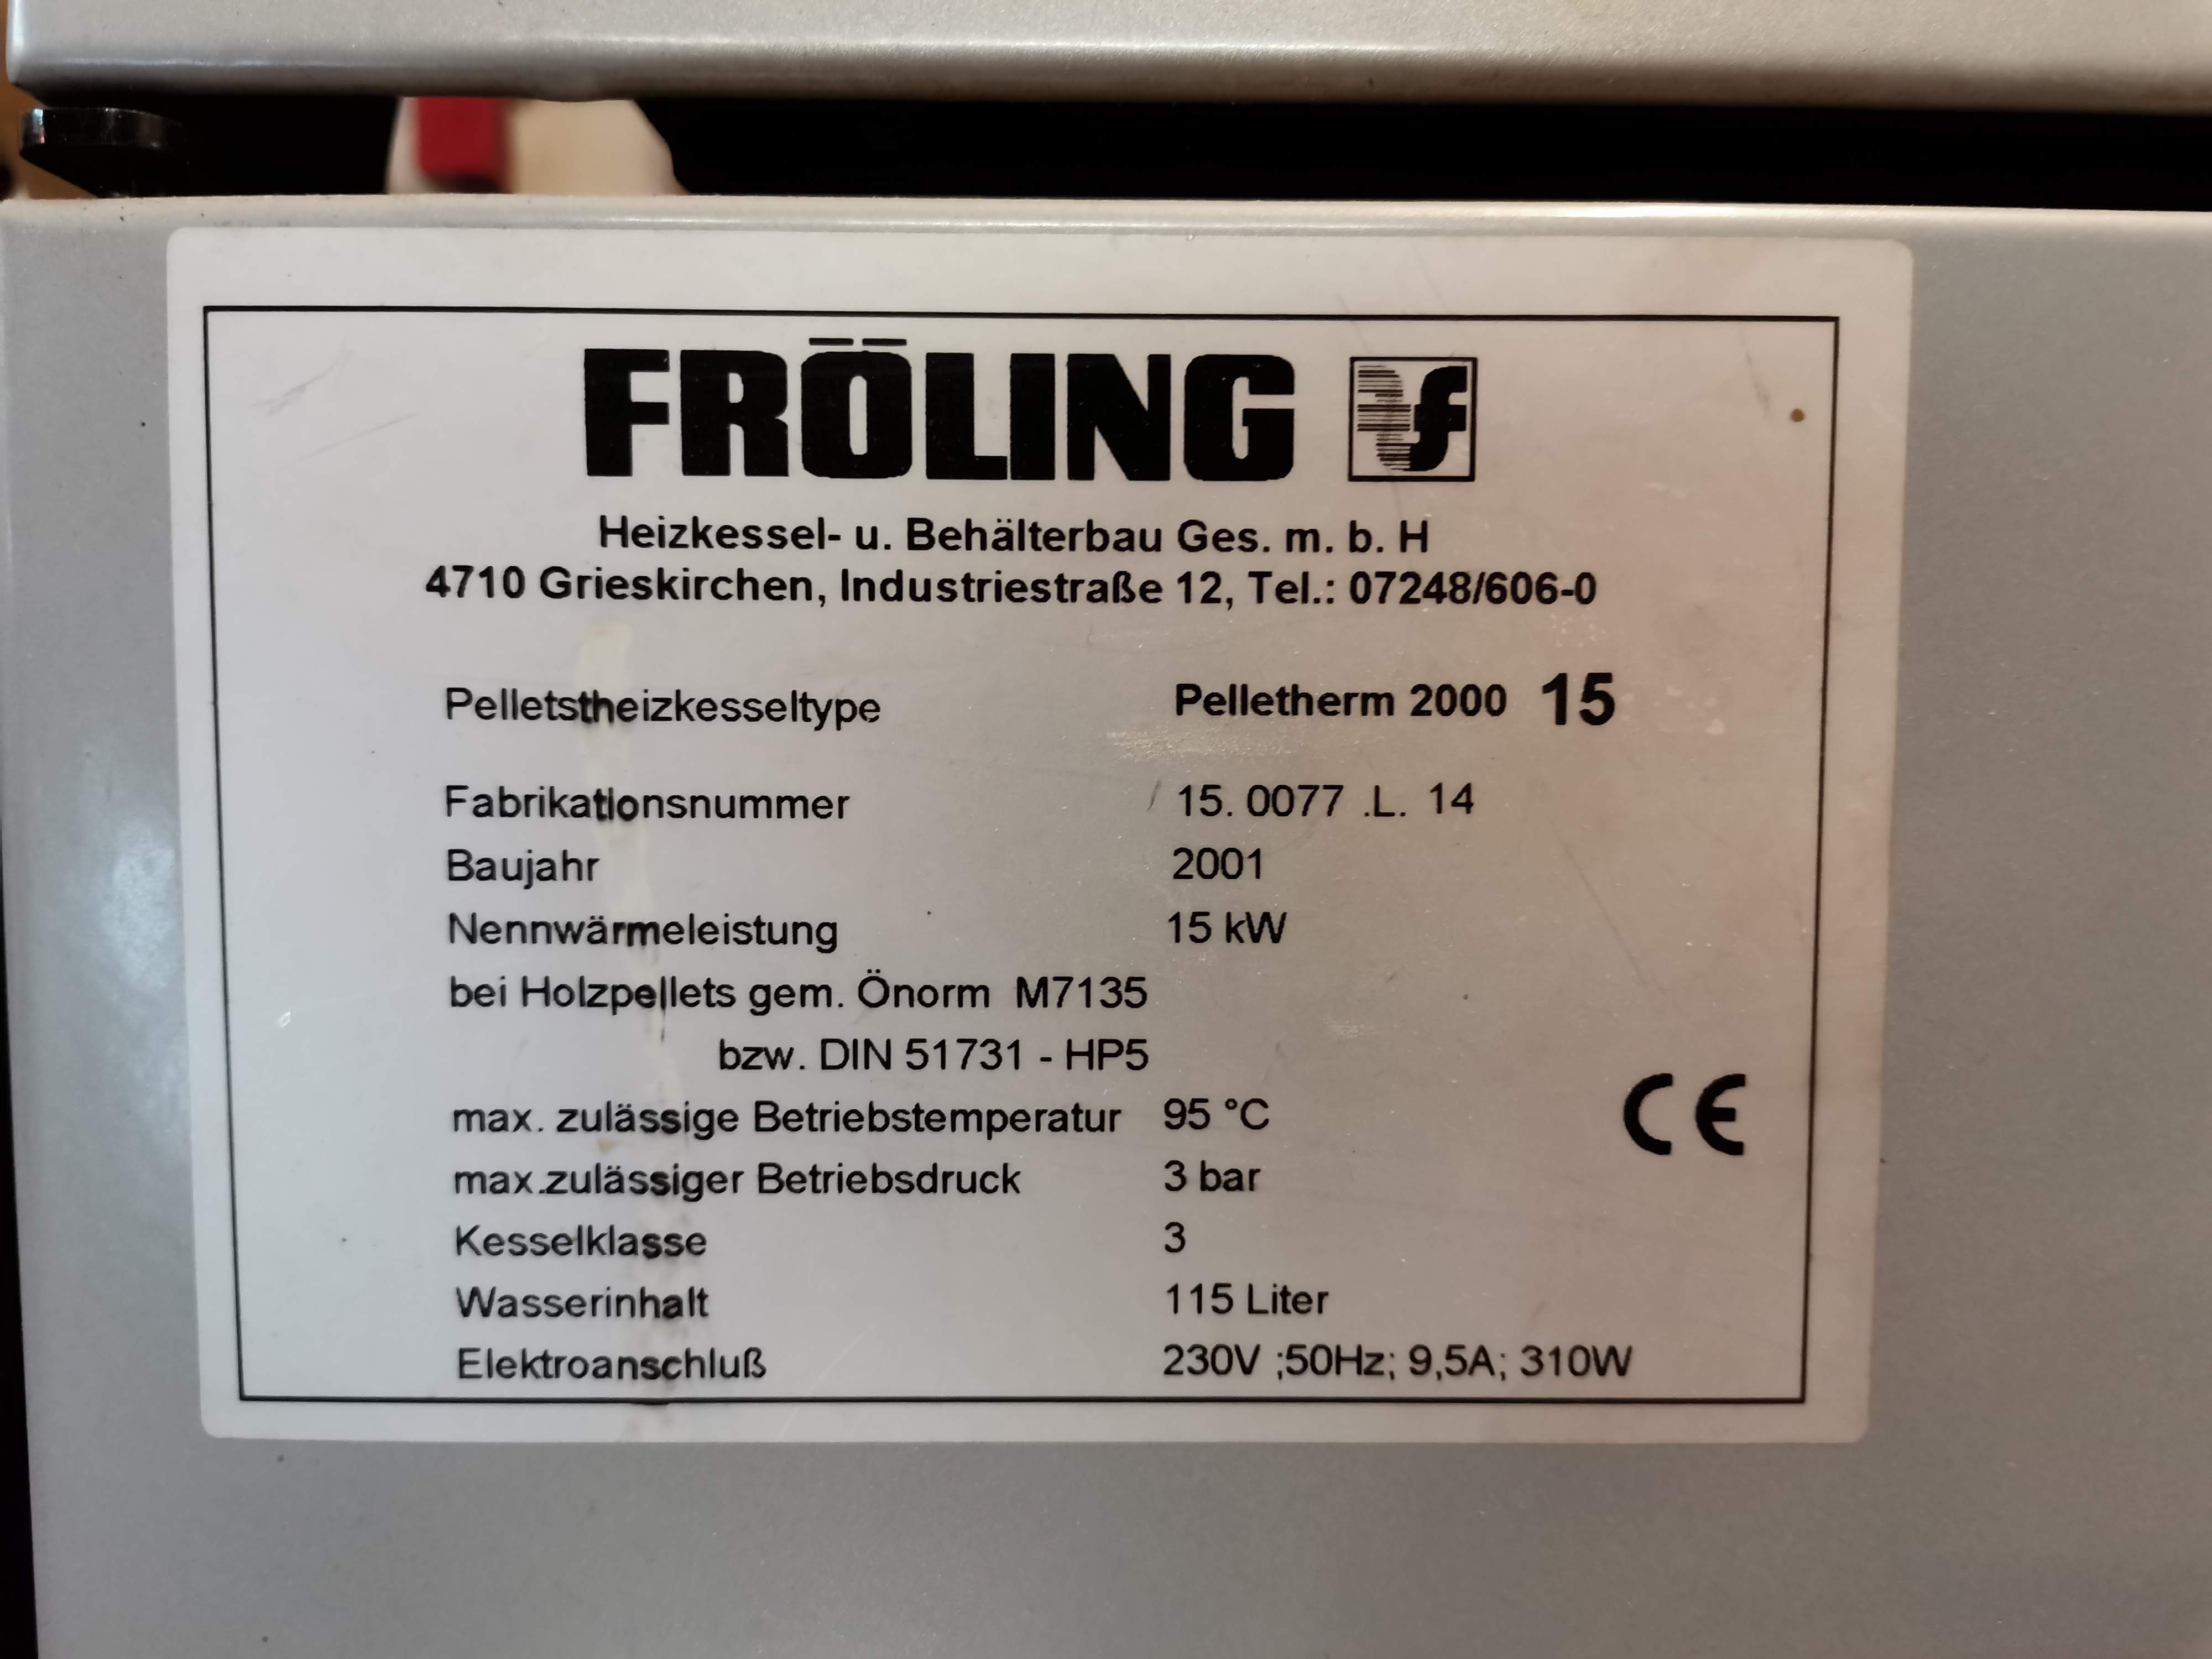 FRÖLING f
Heizkessel- u. Behälterbau Ges. m. b. H
4710 Grieskirchen, Industriestraße 12, Tel.: 07248/606-0
Pelletstheizkesseltype Pelletherm 2000 15
Fabrikationsnummer 15. 0077 .L. 14
Baujahr 2001
Nennwärmeleistung 15 kW
bei Holzpellets gem. Önorm M7135
bzw. DIN 51731 - HP5
max. zulässige Betriebstemperatur 95 °C
max.zulässiger Betriebsdruck 3 bar
CE
Kesselklasse 3
Wasserinhalt 115 Liter
Elektroanschluß 230V ;50Hz; 9,5A; 310W